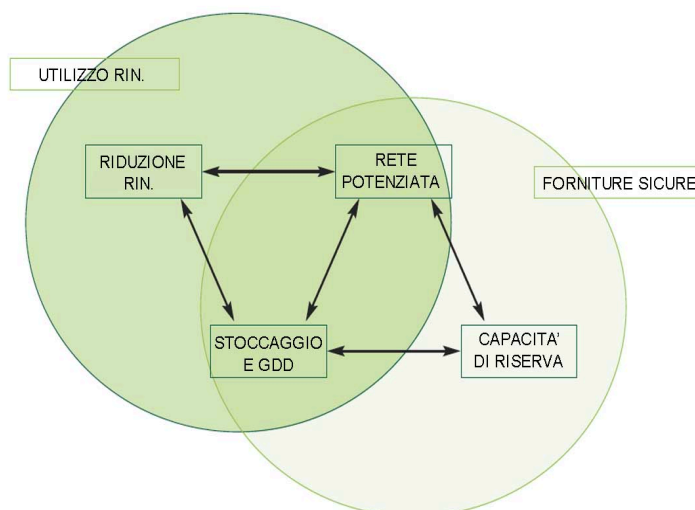 UTILIZZO RIN.
RIDUZIONE
RIN.
RETE
POTENZIATA
FORNITURE SICURE
STOCCAGGIO
E GDD
CAPACITA'
DI RISERVA